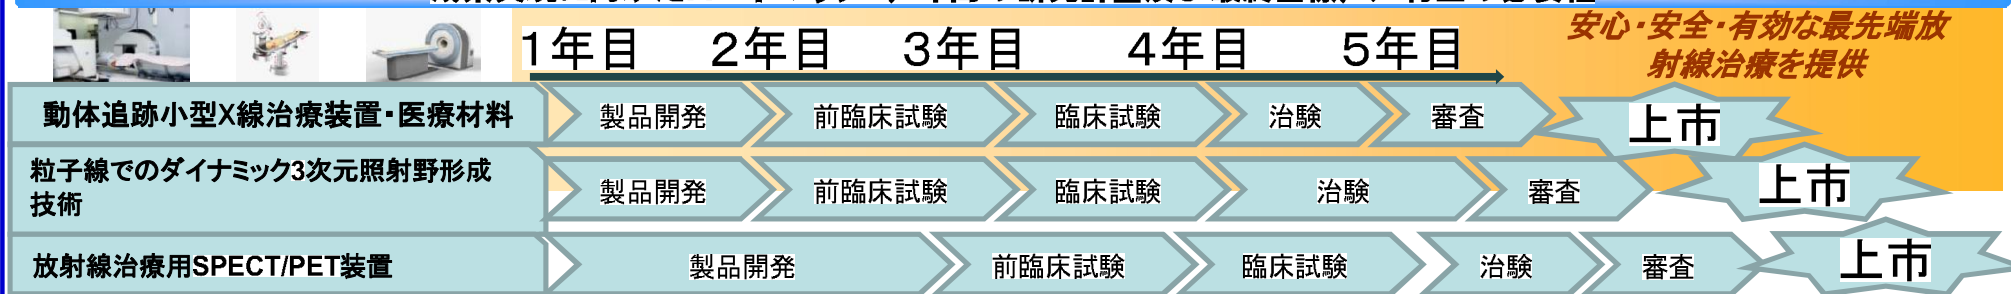 1年目 2年目 3年目 4年目 5年目
安心・安全・有効な最先端放
射線治療を提供
動体追跡小型X線治療装置・医療材料 製品開発 前臨床試験 臨床試験 治験 審査 上市
粒子線でのダイナミック3次元照射野形成
技術 製品開発 前臨床試験 臨床試験 治験 審査 上市
放射線治療用SPECT/PET装置 製品開発 前臨床試験 臨床試験 治験 審査 上市